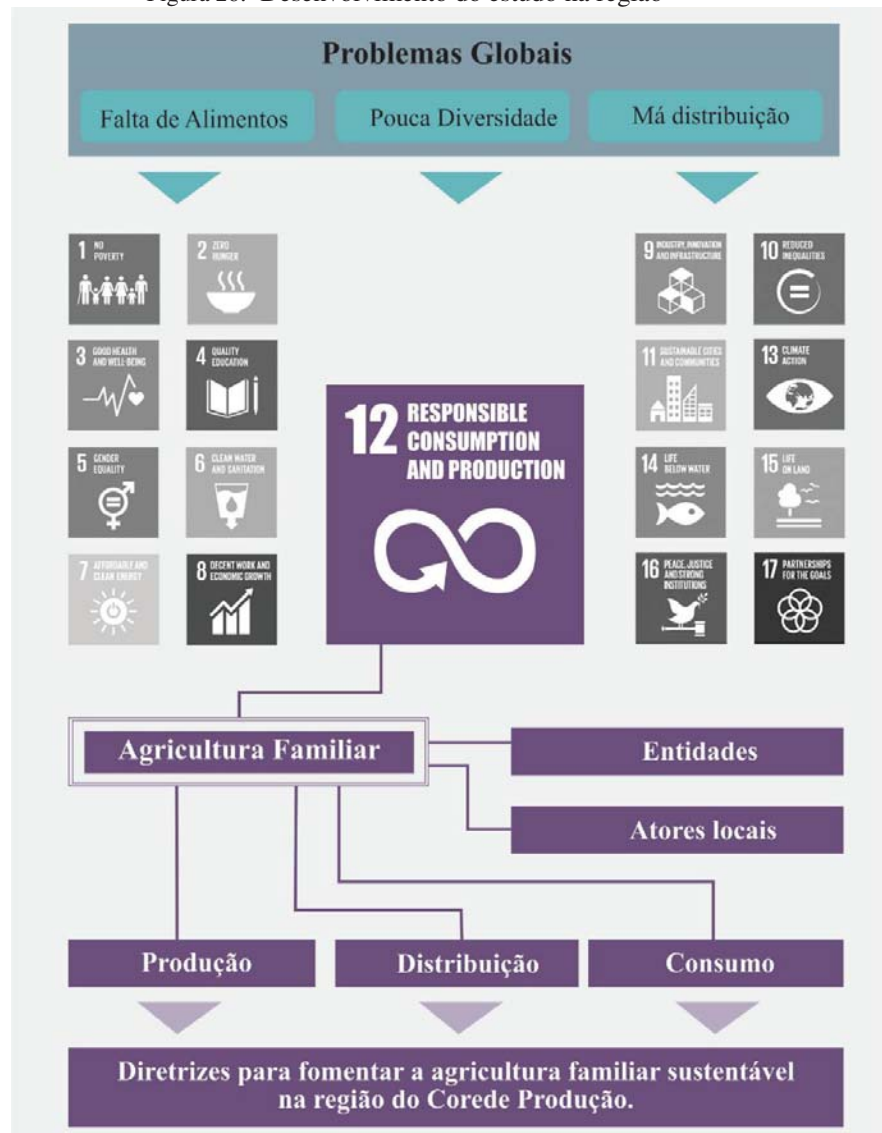 Desenvolvimento do estudo na região
Problemas Globais
Falta de Alimentos
Pouca Diversidade
Má distribuição
1 NO
POVERTY
2 ZERO
HUNGER
3 GOOD HEALTH
AND WELL-BEING
4 QUALITY
EDUCATION
5 GENDER
EQUALITY
6 CLEAN WATER
AND SANITATION
7 AFFORDABLE AND
CLEAN ENERGY
8 DECENT WORK AND
ECONOMIC GROWTH
12 RESPONSIBLE
CONSUMPTION
AND PRODUCTION
9 INDUSTRY, INNOVATION
AND INFRASTRUCTURE
10 REDUCED
INEQUALITIES
11 SUSTAINABLE CITIES
AND COMMUNITIES
13 CLIMATE
ACTION
14 LIFE
BELOW WATER
15 LIFE
ON LAND
16 PEACE, JUSTICE
AND STRONG
INSTITUTIONS
17 PARTNERSHIPS
FOR THE GOALS
Agricultura Familiar
Entidades
Atores locais
Produção
Distribuição
Consumo
Diretrizes para fomentar a agricultura familiar sustentável
na região do Corede Produção.